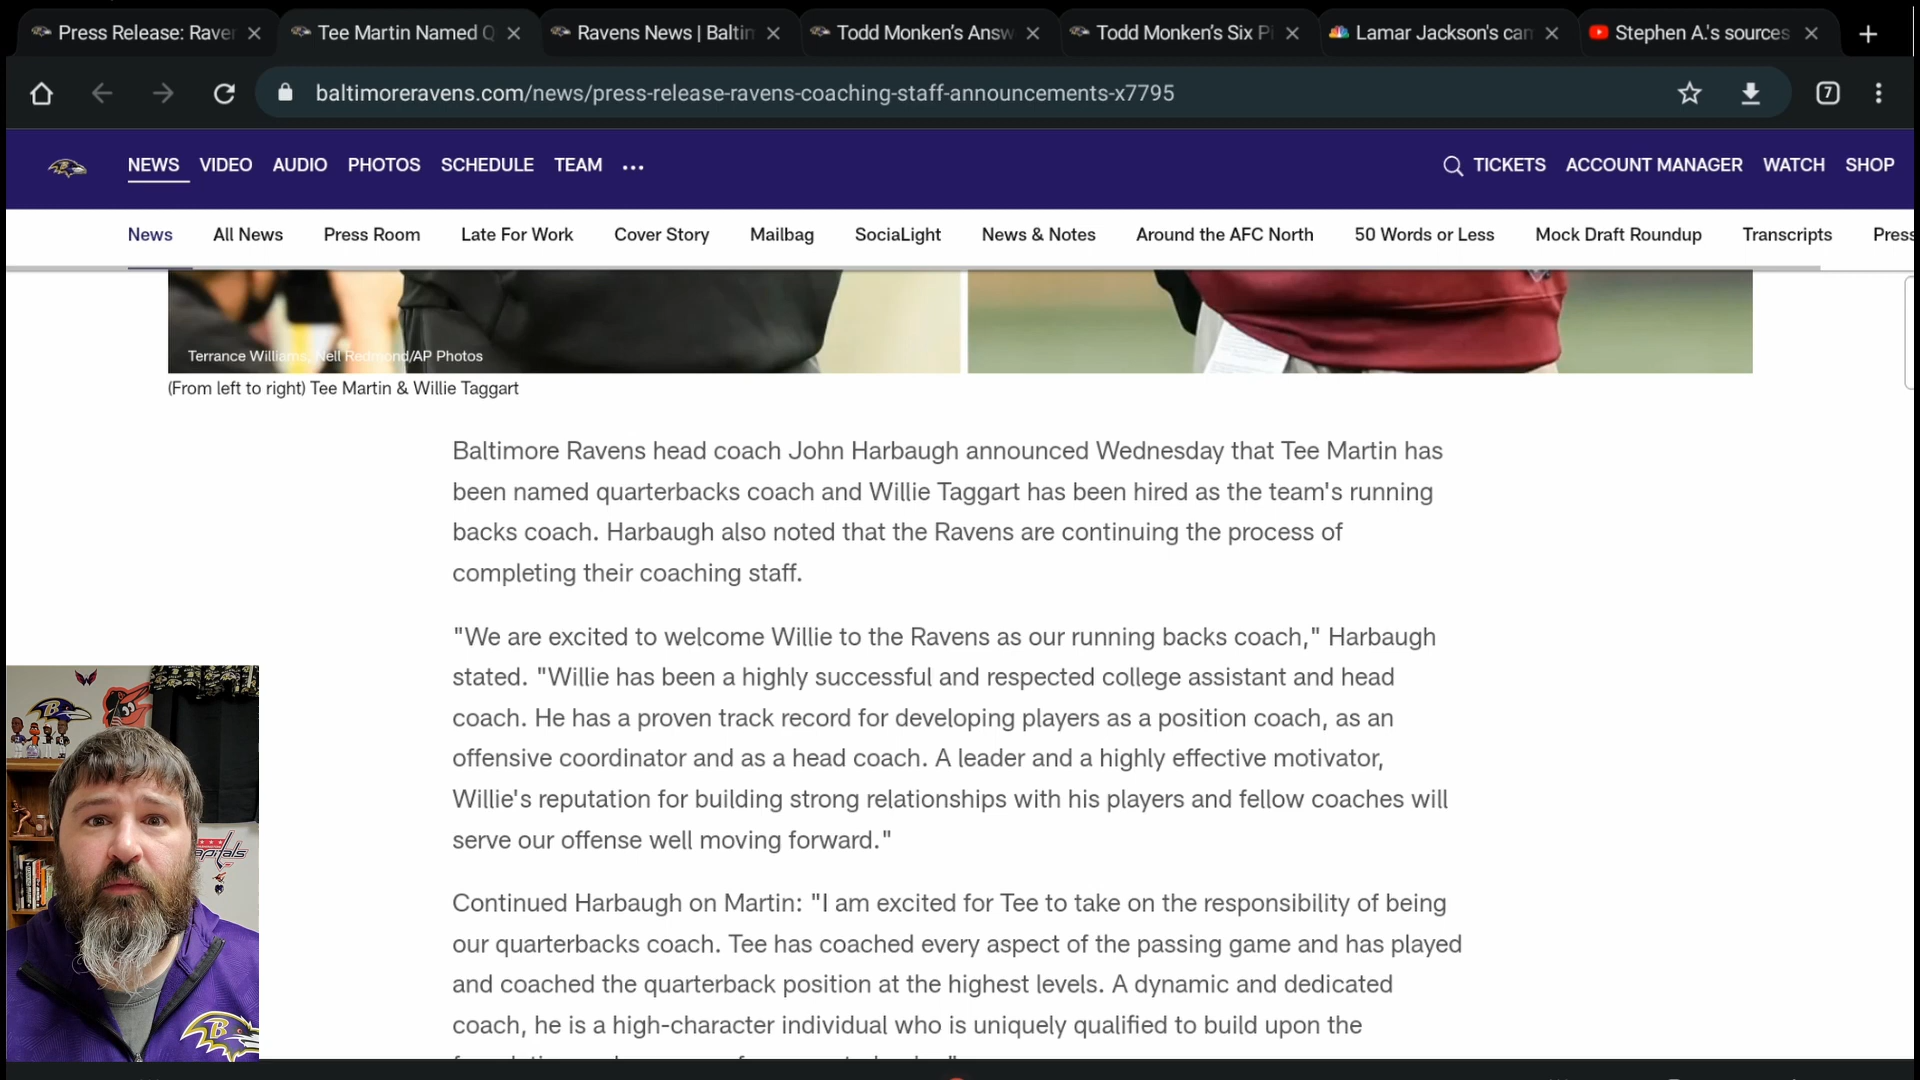 Press Release: Raver
Tee Martin Named Q
Ravens News | Baltim
Todd Monken's Answ
Todd Monken's Six Pi
Lamar Jackson's cam
Stephen A.'s sources
baltimoreravens.com/news/press-release-ravens-coaching-staff-announcements-x7795
7
NEWS VIDEO AUDIO PHOTOS SCHEDULE TEAM ...
TICKETS ACCOUNT MANAGER WATCH SHOP
News All News Press Room Late For Work Cover Story Mailbag SociaLight News & Notes Around the AFC North 50 Words or Less Mock Draft Roundup Transcripts Press
Terrance Williams, Nell Redmond/AP Photos
(From left to right) Tee Martin & Willie Taggart
Baltimore Ravens head coach John Harbaugh announced Wednesday that Tee Martin has
been named quarterbacks coach and Willie Taggart has been hired as the team's running
backs coach. Harbaugh also noted that the Ravens are continuing the process of
completing their coaching staff.
"We are excited to welcome Willie to the Ravens as our running backs coach," Harbaugh
stated. "Willie has been a highly successful and respected college assistant and head
coach. He has a proven track record for developing players as a position coach, as an
offensive coordinator and as a head coach. A leader and a highly effective motivator,
Willie's reputation for building strong relationships with his players and fellow coaches will
serve our offense well moving forward."
Continued Harbaugh on Martin: "I am excited for Tee to take on the responsibility of being
our quarterbacks coach. Tee has coached every aspect of the passing game and has played
and coached the quarterback position at the highest levels. A dynamic and dedicated
coach, he is a high-character individual who is uniquely qualified to build upon the
B
apitals
B